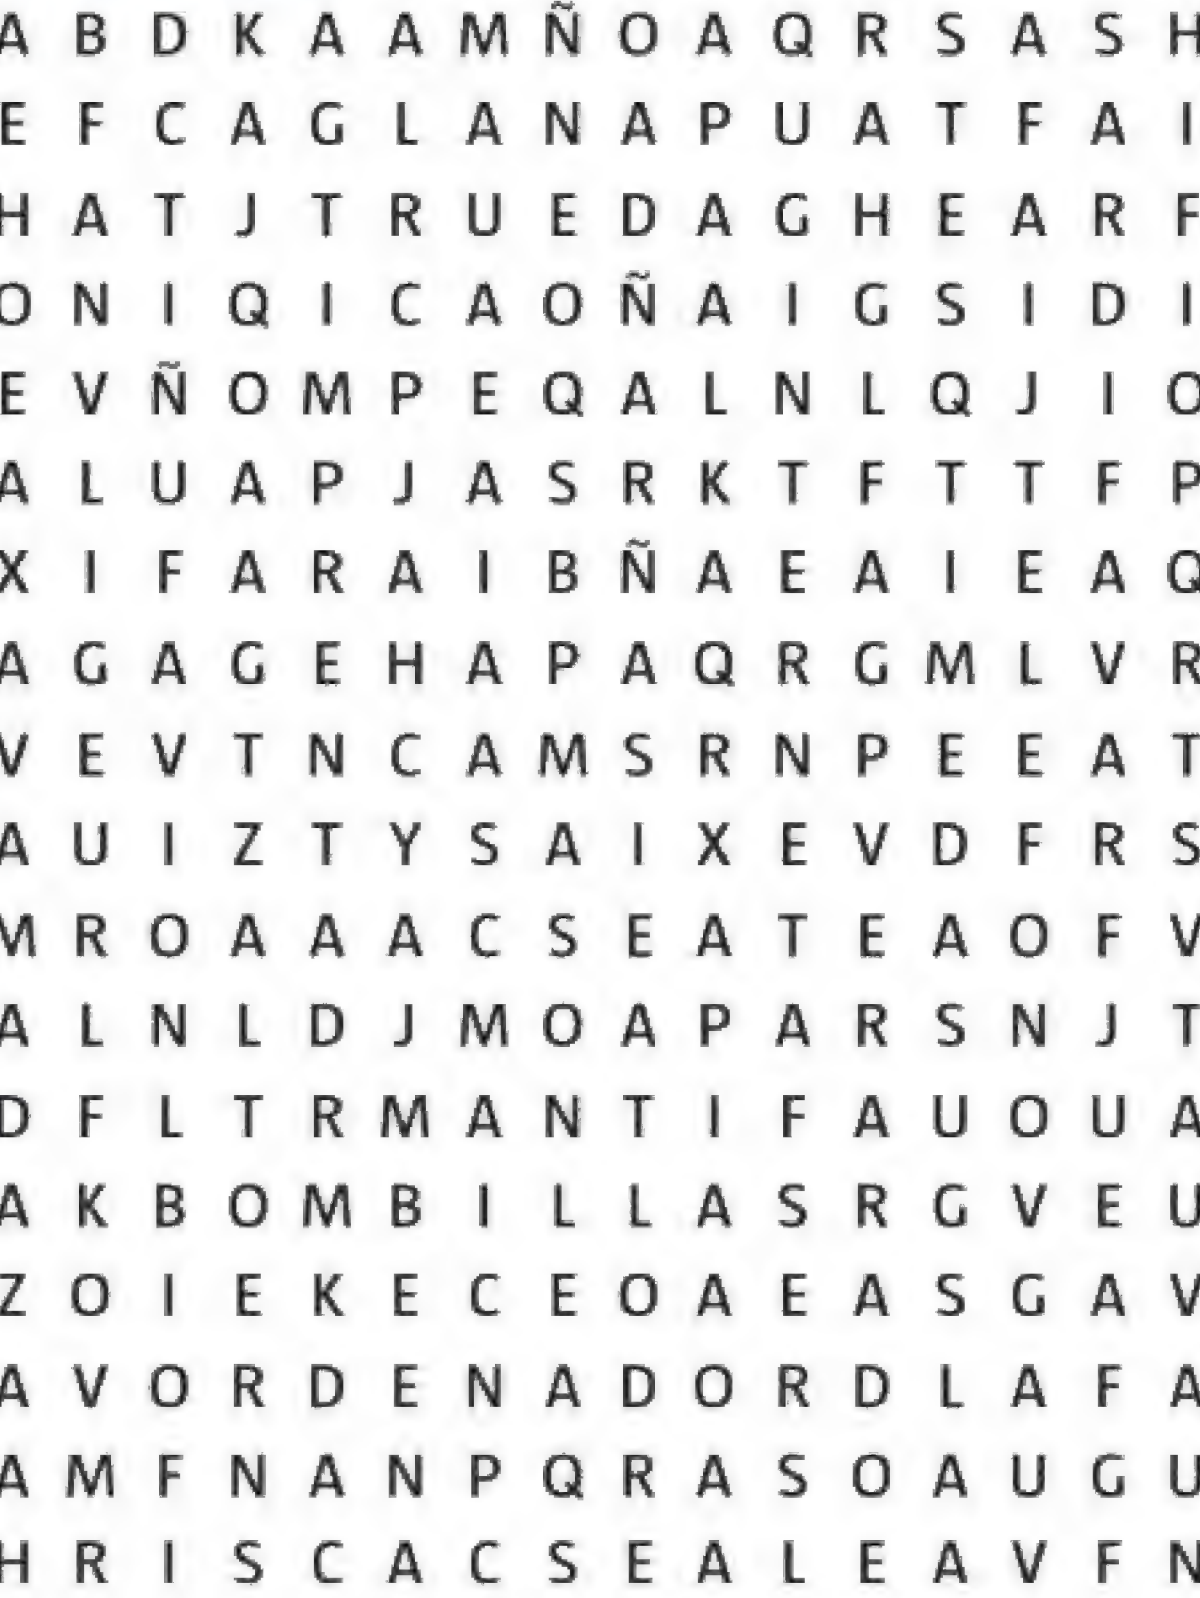 A B D K A A M Ñ O A Q R S A S H
E F C A G L A N A P U A T F A I
H A T J T R U E D A G H E A R F
O N I Q I C A O Ñ A I G S I D I
E V Ñ O M P E Q A L N L Q J I O
A L U A P J A S R K T F T T F P
X I F A R A I B Ñ A E A I E A Q
A G A G E H A P A Q R G M L V R
V E V T N C A M S R N P E E A T
A U I Z T Y S A I X E V D F R S
M R O A A A C S E A T E A O F V
A L N L D J M O A P A R S N J T
D F L T R M A N T I F A U O U A
A K B O M B I L L A S R G V E U
Z O I E K E C E O A E A S G A V
A V O R D E N A D O R D L A F A
A M F N A N P Q R A S O A U G U
H R I S C A C S E A L E A V F N